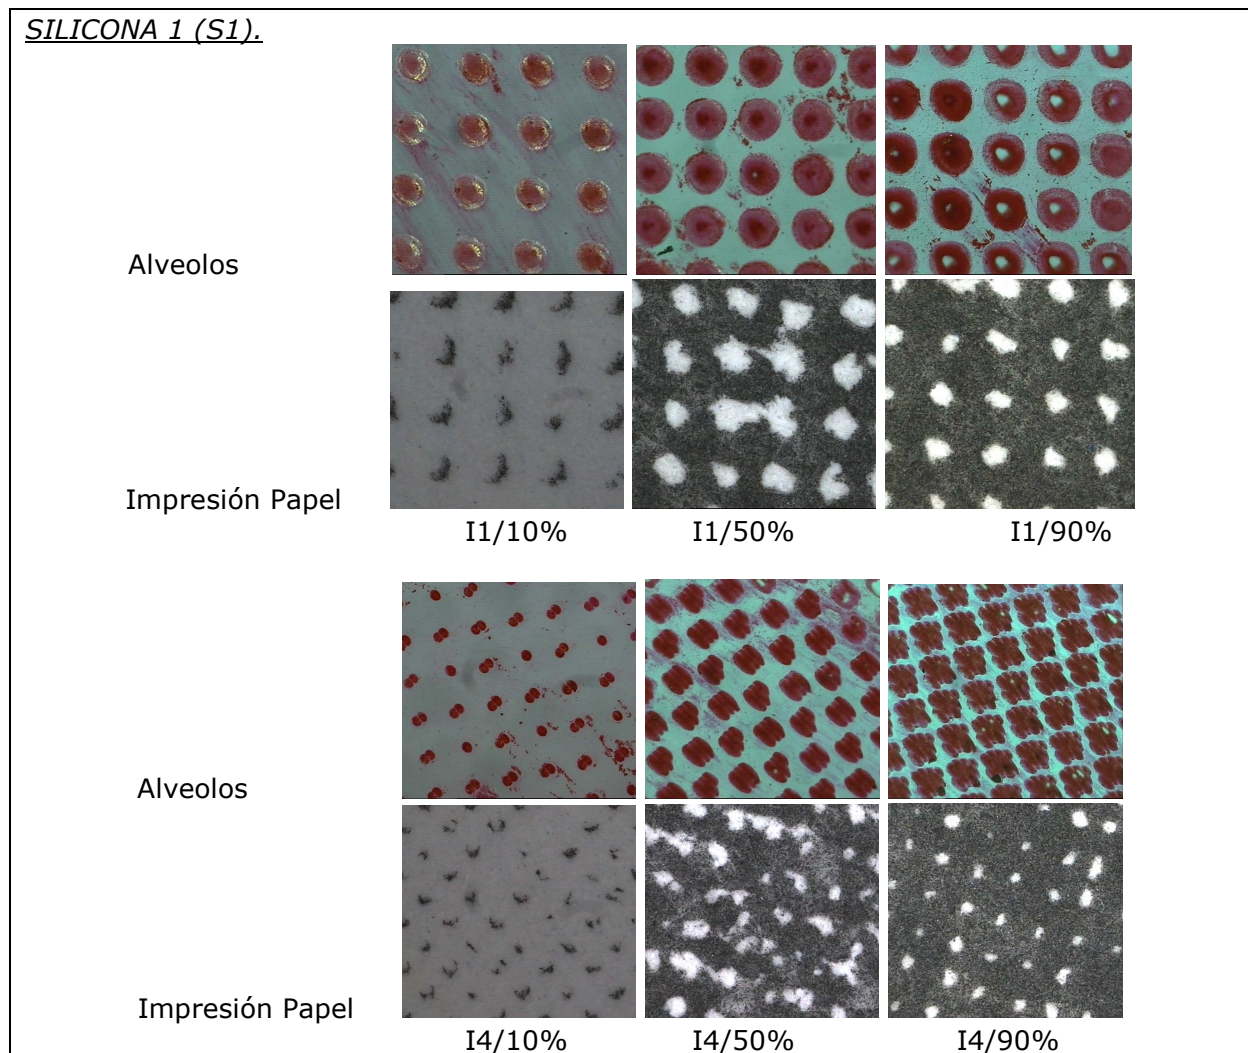 SILICONA 1 (S1).
Alveolos
Impresión Papel
I1/10% I1/50% I1/90%
Alveolos
Impresión Papel
I4/10% I4/50% I4/90%